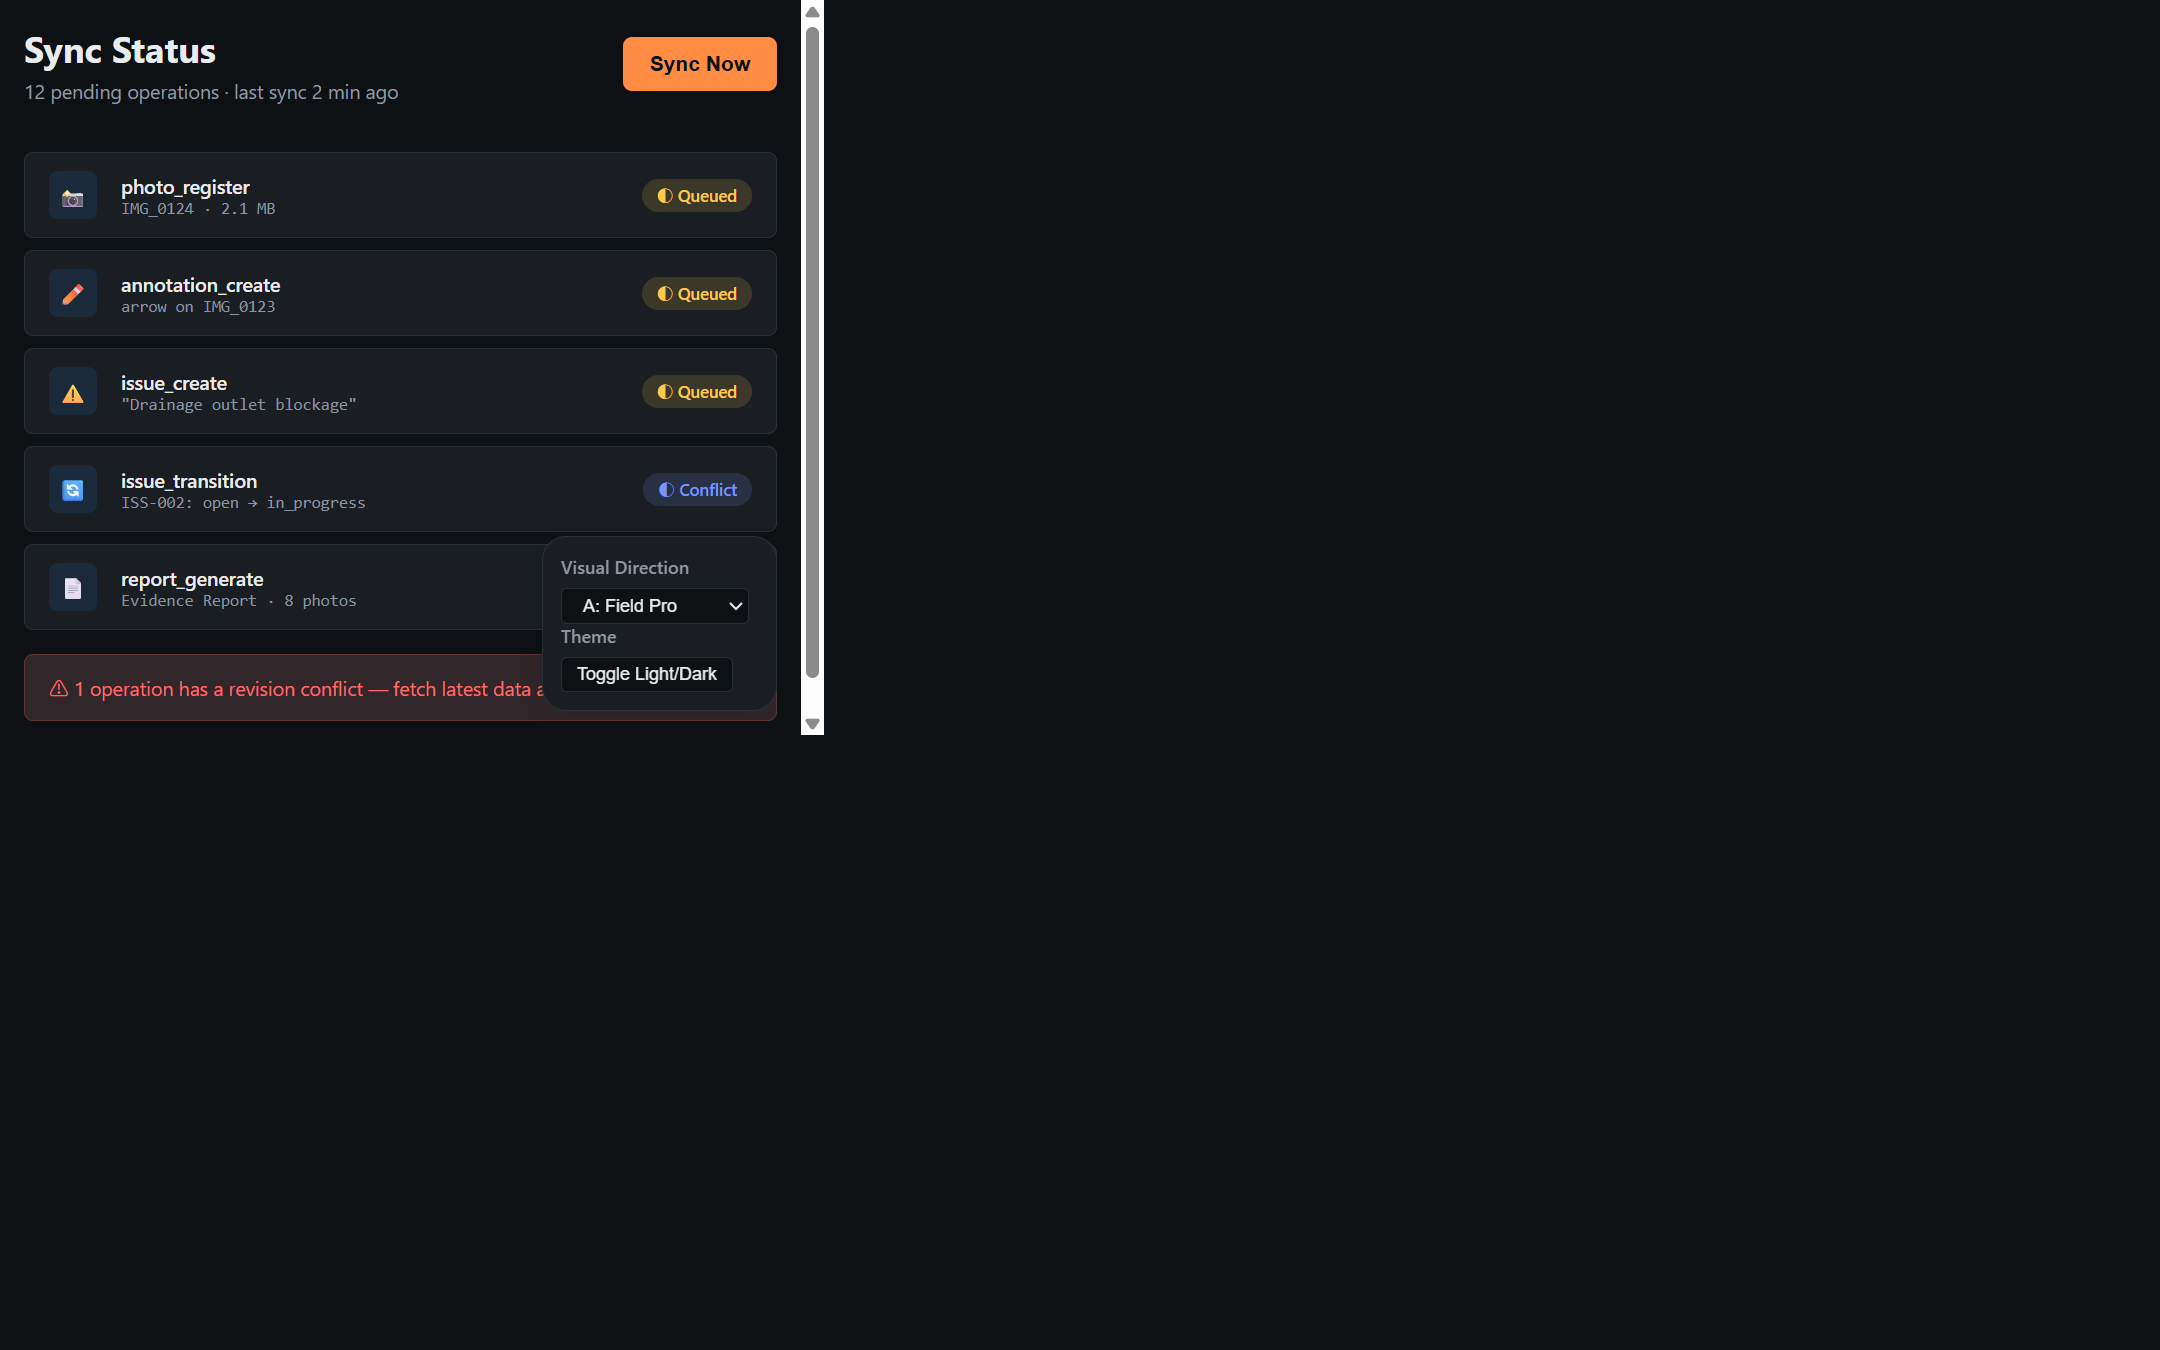 Sync Status
12 pending operations · last sync 2 min ago
Sync Now
photo_register
IMG_0124 · 2.1 MB
Queued
annotation_create
arrow on IMG_0123
Queued
issue_create
"Drainage outlet blockage"
Queued
issue_transition
ISS-002: open → in_progress
Conflict
report_generate
Evidence Report · 8 photos
Visual Direction
A: Field Pro
Theme
Toggle Light/Dark
⚠ 1 operation has a revision conflict — fetch latest data